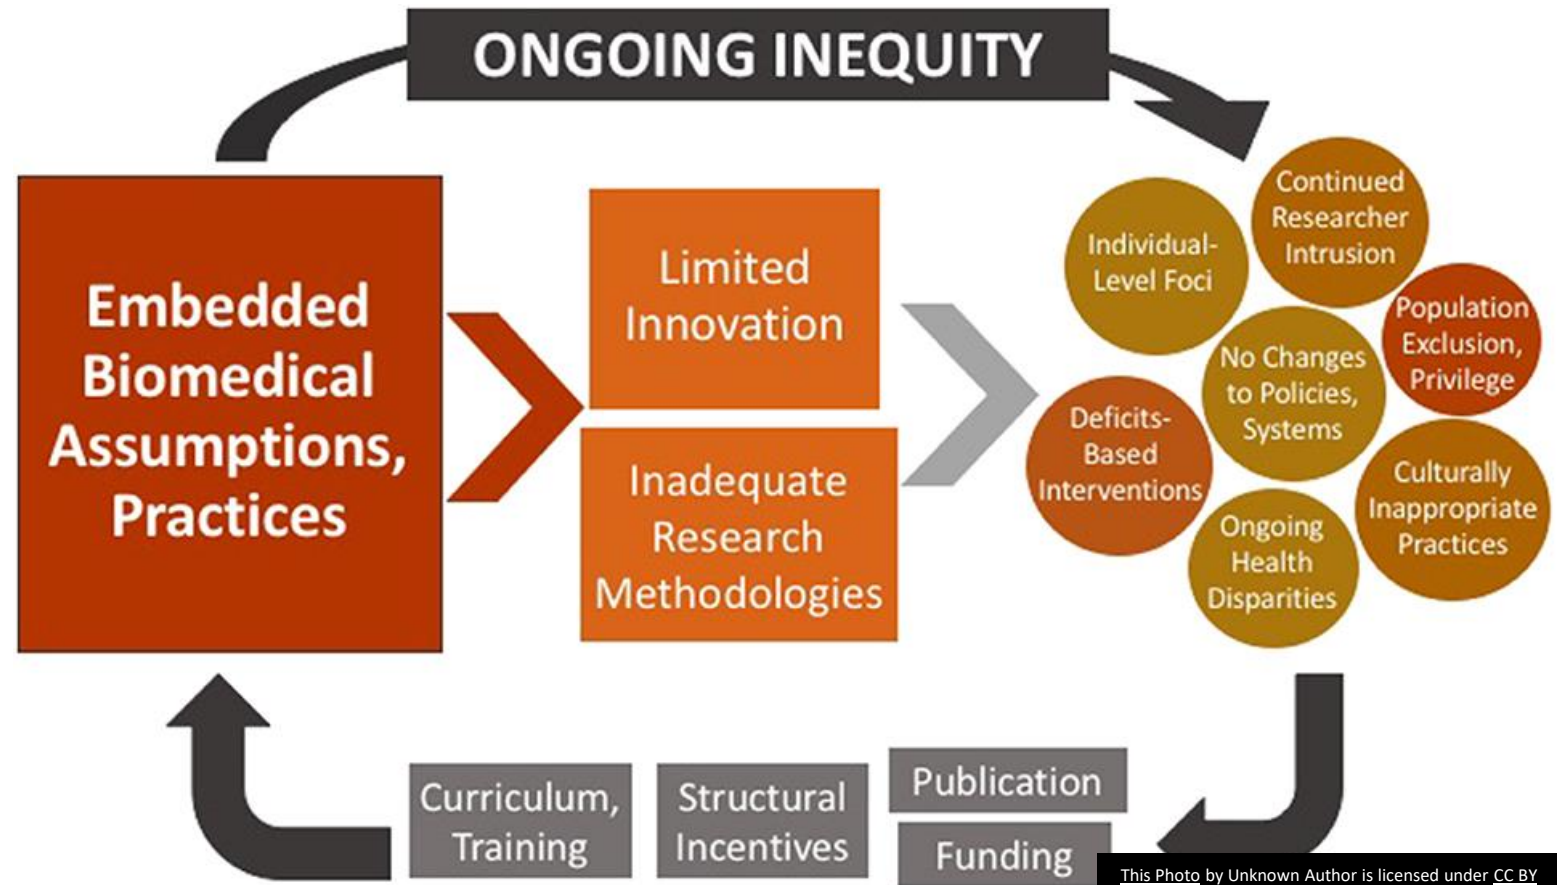 ONGOING INEQUITY
Embedded
Biomedical
Assumptions,
Practices
Limited
Innovation
Inadequate
Research
Methodologies
Individual-
Level Foci
Continued
Researcher
Intrusion
Population
Exclusion,
Privilege
No Changes
to Policies,
Systems
Deficits-
Based
Interventions
Culturally
Inappropriate
Practices
Ongoing
Health
Disparities
Curriculum,
Training
Structural
Incentives
Publication
Funding
This Photo by Unknown Author is licensed under CC BY